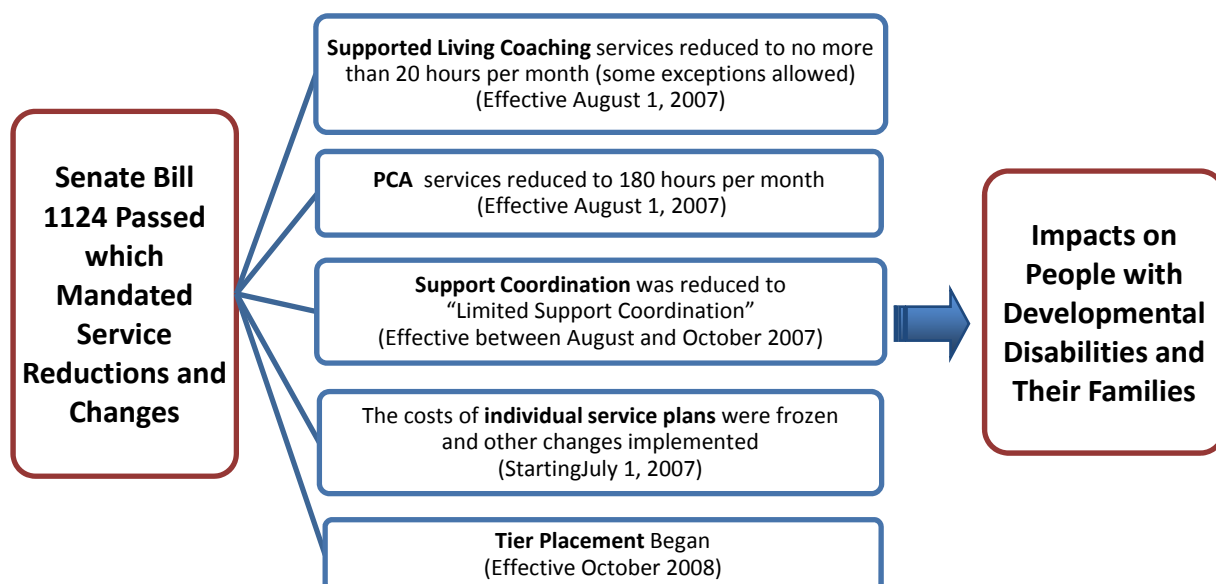 Senate Bill
1124 Passed
which
Mandated
Service
Reductions and
Changes
Supported Living Coaching services reduced to no more
than 20 hours per month (some exceptions allowed)
(Effective August 1, 2007)
PCA services reduced to 180 hours per month
(Effective August 1, 2007)
Support Coordination was reduced to
“Limited Support Coordination”
(Effective between August and October 2007)
The costs of individual service plans were frozen
and other changes implemented
(StartingJuly 1, 2007)
Tier Placement Began
(Effective October 2008)
Impacts on
People with
Developmental
Disabilities and
Their Families